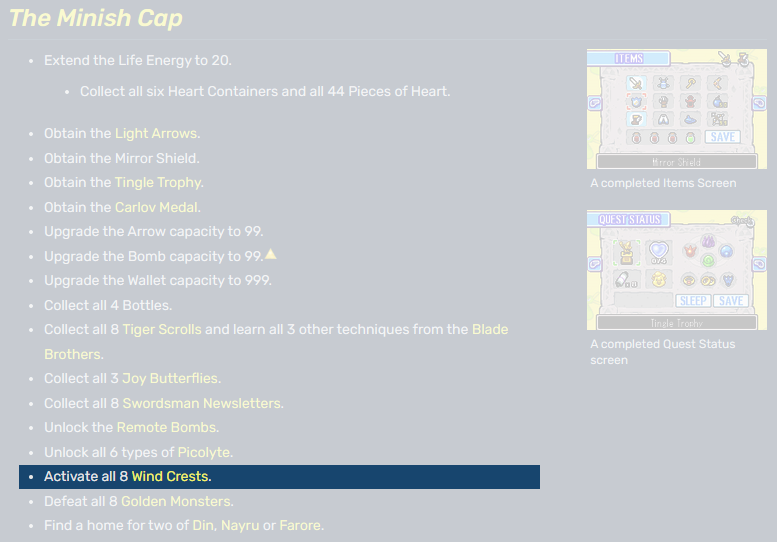 The Minish Cap
Extend the Life Energy to 20.
Collect all six Heart Containers and all 44 Pieces of Heart.
Obtain the Light Arrows.
Obtain the Mirror Shield.
Obtain the Tingle Trophy.
Obtain the Carlov Medal.
Upgrade the Arrow capacity to 99.
Upgrade the Bomb capacity to 99.
Upgrade the Wallet capacity to 999.
Collect all 4 Bottles.
Collect all 8 Tiger Scrolls and learn all 3 other techniques from the Blade
Brothers.
Collect all 3 Joy Butterflies.
Collect all 8 Swordsman Newsletters.
Unlock the Remote Bombs.
Unlock all 6 types of Picolyte.
Activate all 8 Wind Crests.
Defeat all 8 Golden Monsters.
Find a home for two of Din, Nayru or Farore.
ITEMS
SAVE
Mirror Shield
A completed Items Screen
QUEST STATUS
SLEEP SAVE
Tingle Trophy
A completed Quest Status
screen